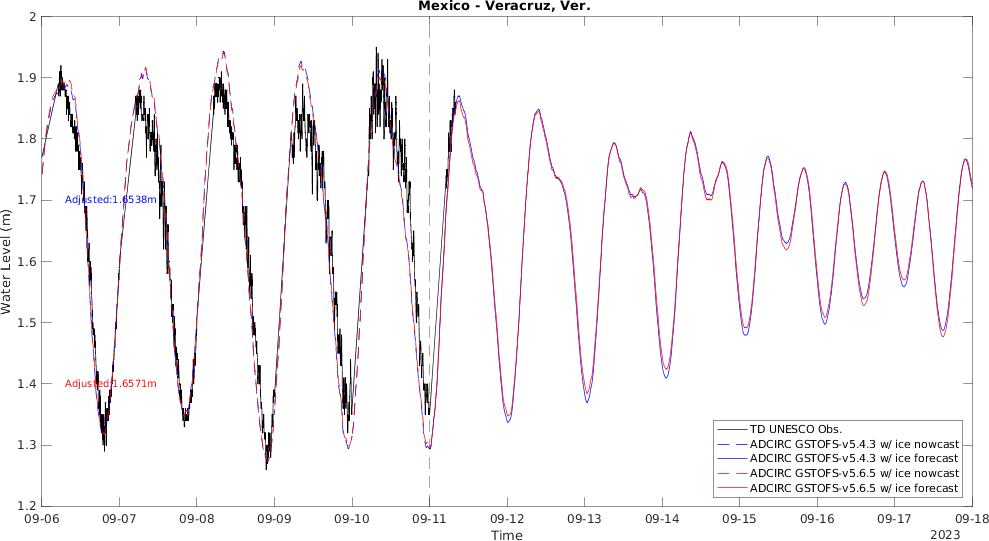 Mexico - Veracruz, Ver.
2
1.9
1.8
1.7
1.6
1.5
1.4
1.3
1.2
Water Level (m)
Adjusted:1.6538m
Adjusted:1.6571m
TD UNESCO Obs.
ADCIRC GSTOFS-v5.4.3 w/ ice nowcast
ADCIRC GSTOFS-v5.4.3 w/ ice forecast
ADCIRC GSTOFS-v5.6.5 w/ ice nowcast
ADCIRC GSTOFS-v5.6.5 w/ ice forecast
09-06 09-07 09-08 09-09 09-10 09-11 09-12 09-13 09-14 09-15 09-16 09-17 09-18
Time
2023